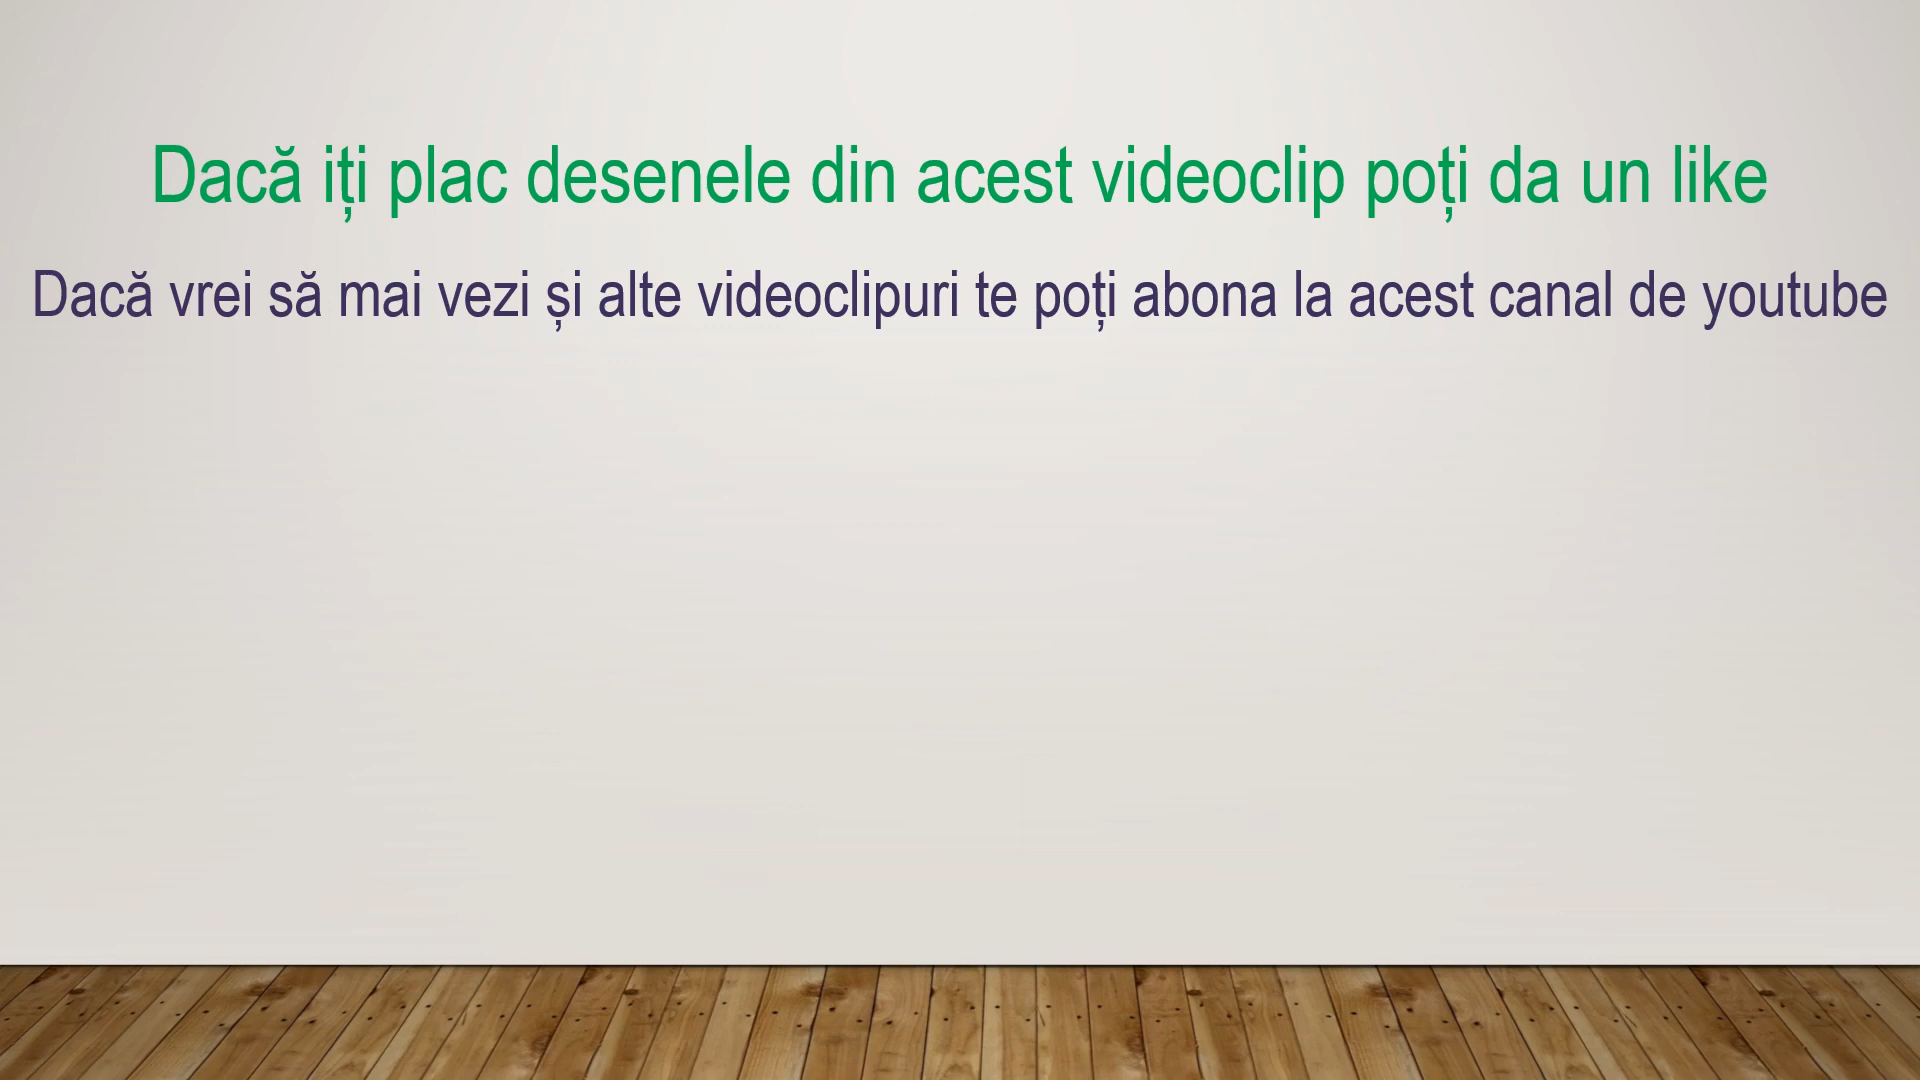 Dacă iți plac desenele din acest videoclip poți da un like
Dacă vrei să mai vezi și alte videoclipuri te poți abona la acest canal de youtube